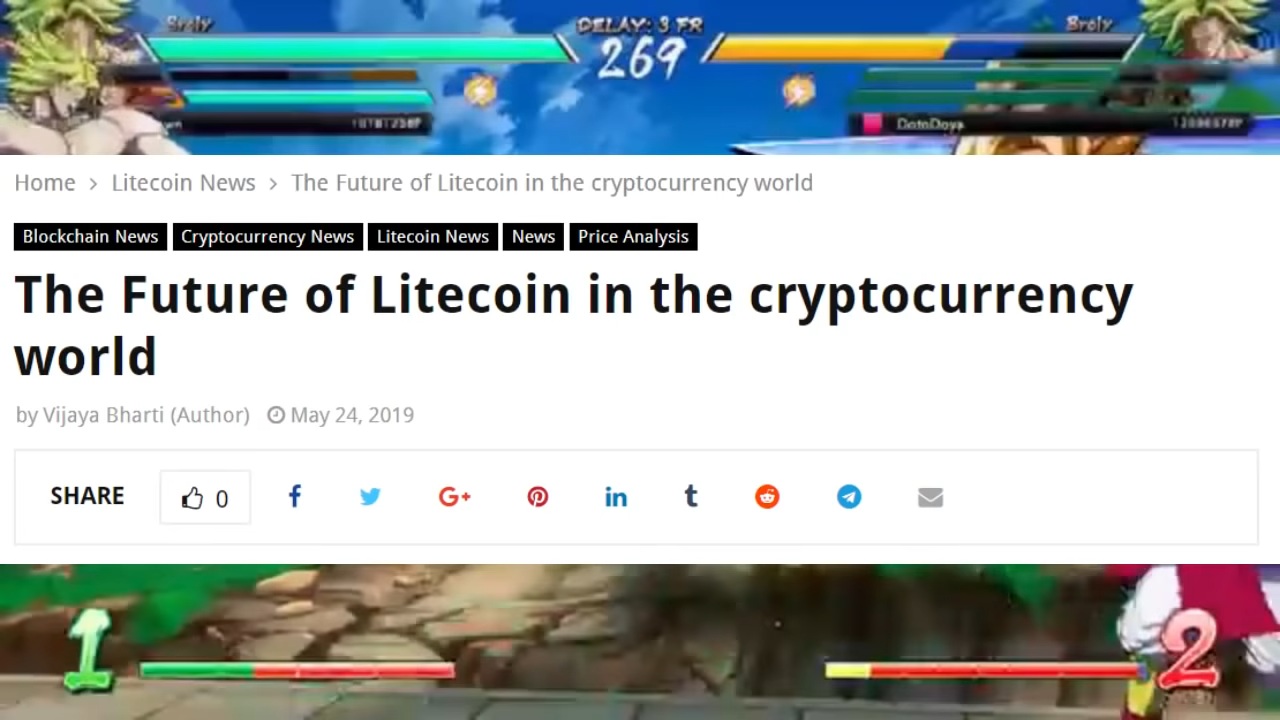 Broly DELAY: 3 FR Broly
269
DotoDoya
Home > Litecoin News > The Future of Litecoin in the cryptocurrency world
Blockchain News Cryptocurrency News Litecoin News News Price Analysis
The Future of Litecoin in the cryptocurrency
world
by Vijaya Bharti (Author) May 24, 2019
SHARE 0
1 2